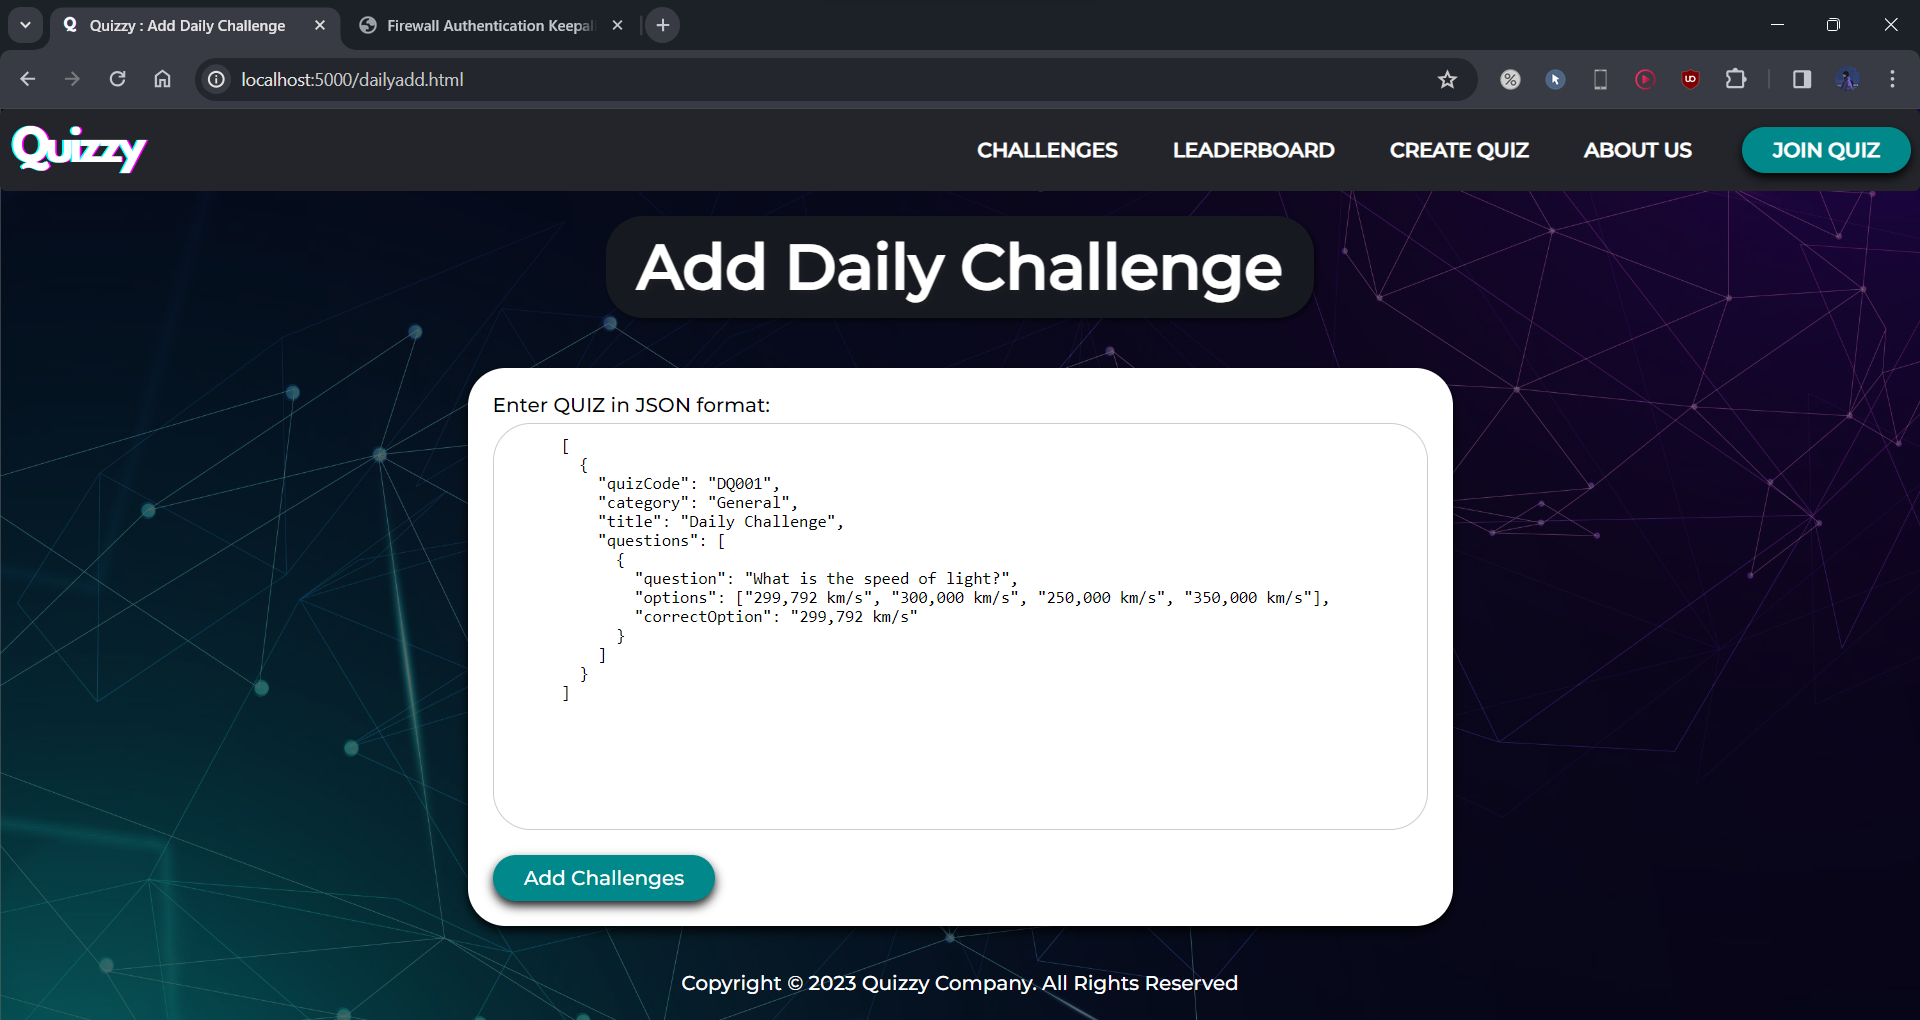 Quizzy : Add Daily Challenge
Firewall Authentication Keepal
localhost:5000/dailyadd.html
Quizzy
CHALLENGES
LEADERBOARD
CREATE QUIZ
ABOUT US
JOIN QUIZ
Add Daily Challenge
Enter QUIZ in JSON format:
[
{
"quizCode": "DQ001",
"category": "General",
"title": "Daily Challenge",
"questions": [
{
"question": "What is the speed of light?",
"options": ["299,792 km/s", "300,000 km/s", "250,000 km/s", "350,000 km/s"],
"correctOption": "299,792 km/s"
}
]
}
]
Add Challenges
Copyright © 2023 Quizzy Company. All Rights Reserved